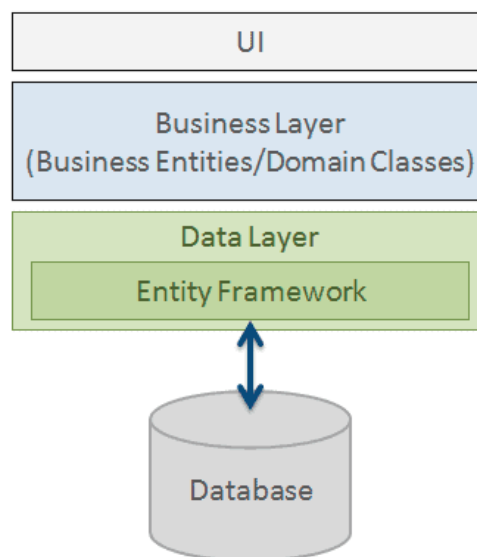 UI
Business Layer
(Business Entities/Domain Classes)
Data Layer
Entity Framework
Database